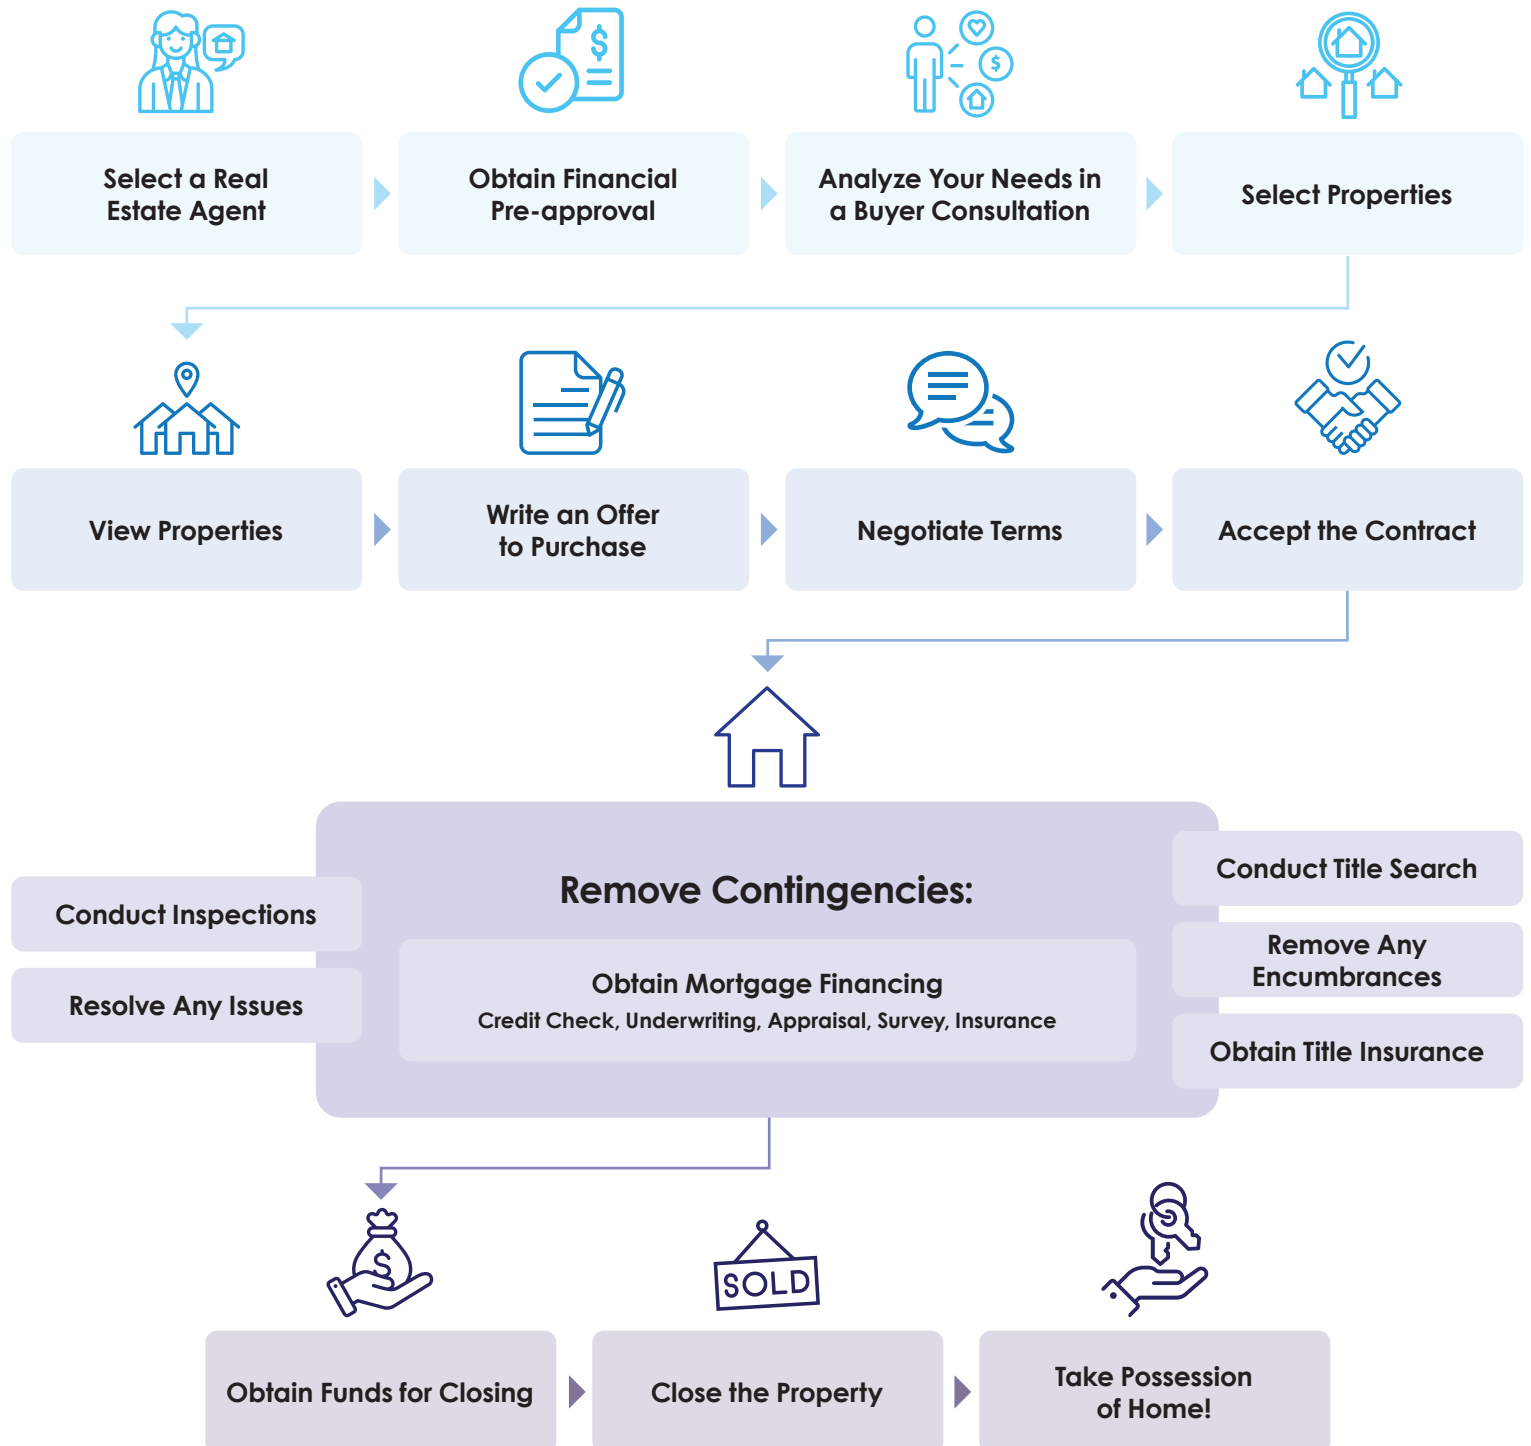 $
$
Select a Real
Estate Agent
Obtain Financial
Pre-approval
Analyze Your Needs in
a Buyer Consultation
Select Properties
View Properties
Write an Offer
to Purchase
Negotiate Terms
Accept the Contract
Remove Contingencies:
Conduct Inspections
Resolve Any Issues
Obtain Mortgage Financing
Credit Check, Underwriting, Appraisal, Survey, Insurance
Conduct Title Search
Remove Any
Encumbrances
Obtain Title Insurance
$
SOLD
Obtain Funds for Closing
Close the Property
Take Possession
of Home!